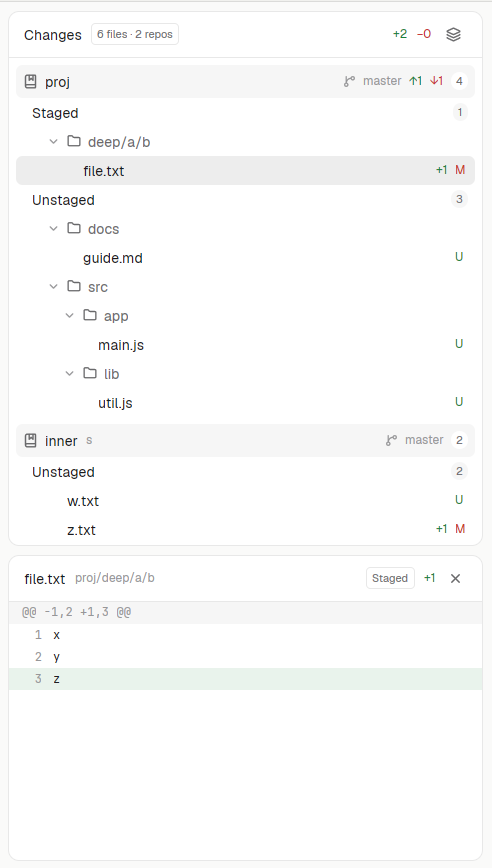 Changes 6 files · 2 repos +2 −0
proj master ↑1 ↓1 4
Staged 1
deep/a/b
file.txt +1 M
Unstaged 3
docs
guide.md U
src
app
main.js U
lib
util.js U
inner s master 2
Unstaged 2
w.txt U
z.txt +1 M
file.txt proj/deep/a/b Staged +1 ×
@@ -1,2 +1,3 @@
1 x
2 y
3 z